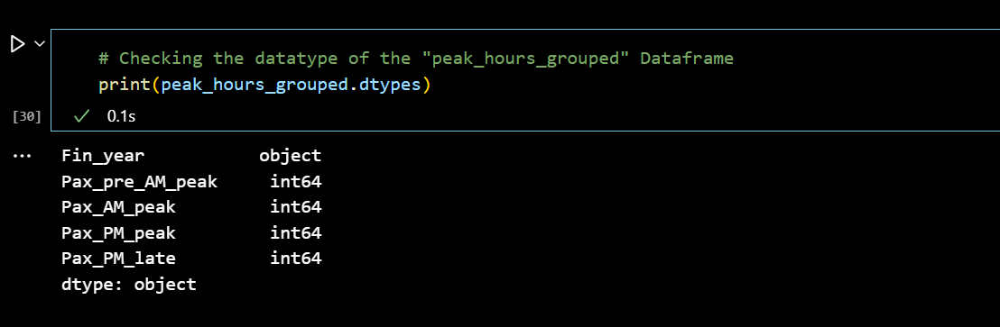 # Checking the datatype of the "peak_hours_grouped" Dataframe
print(peak_hours_grouped.dtypes)
[30] 0.1s
... Fin_year object
Pax_pre_AM_peak int64
Pax_AM_peak int64
Pax_PM_peak int64
Pax_PM_late int64
dtype: object